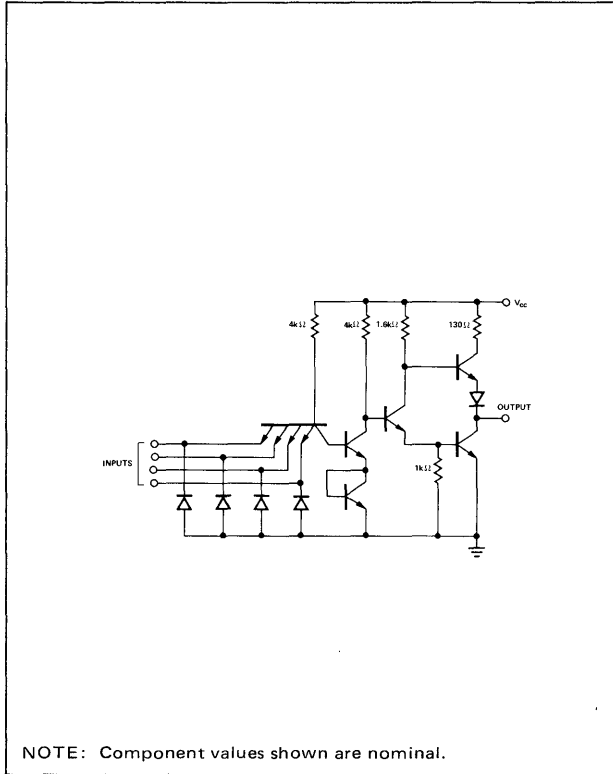 V_cc
4kΩ 4kΩ 1.6kΩ 130Ω
OUTPUT
INPUTS
1kΩ
NOTE: Component values shown are nominal.